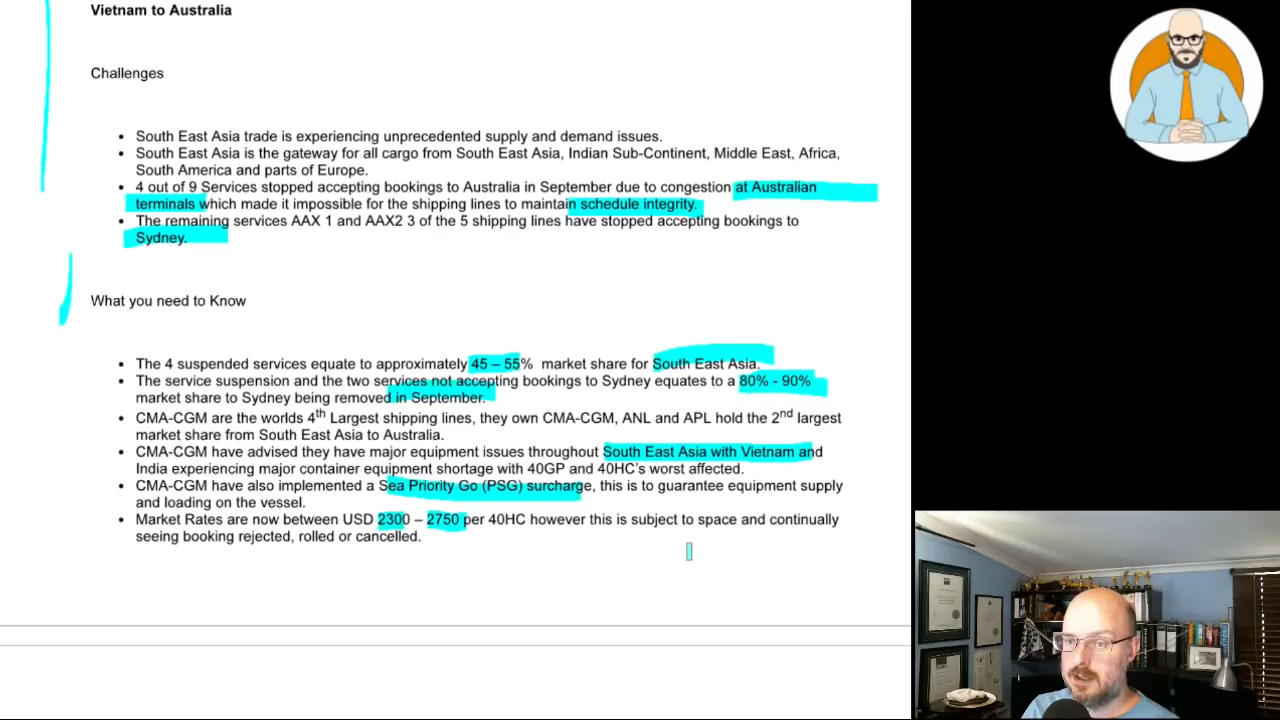 Vietnam to Australia
Challenges
• South East Asia trade is experiencing unprecedented supply and demand issues.
• South East Asia is the gateway for all cargo from South East Asia, Indian Sub-Continent, Middle East, Africa,
South America and parts of Europe.
• 4 out of 9 Services stopped accepting bookings to Australia in September due to congestion at Australian
terminals which made it impossible for the shipping lines to maintain schedule integrity.
• The remaining services AAX 1 and AAX2 3 of the 5 shipping lines have stopped accepting bookings to
Sydney.
What you need to Know
• The 4 suspended services equate to approximately 45 – 55% market share for South East Asia.
• The service suspension and the two services not accepting bookings to Sydney equates to a 80% - 90%
market share to Sydney being removed in September.
• CMA-CGM are the worlds 4th Largest shipping lines, they own CMA-CGM, ANL and APL hold the 2nd largest
market share from South East Asia to Australia.
• CMA-CGM have advised they have major equipment issues throughout South East Asia with Vietnam and
India experiencing major container equipment shortage with 40GP and 40HC's worst affected.
• CMA-CGM have also implemented a Sea Priority Go (PSG) surcharge, this is to guarantee equipment supply
and loading on the vessel.
• Market Rates are now between USD 2300 – 2750 per 40HC however this is subject to space and continually
seeing booking rejected, rolled or cancelled.